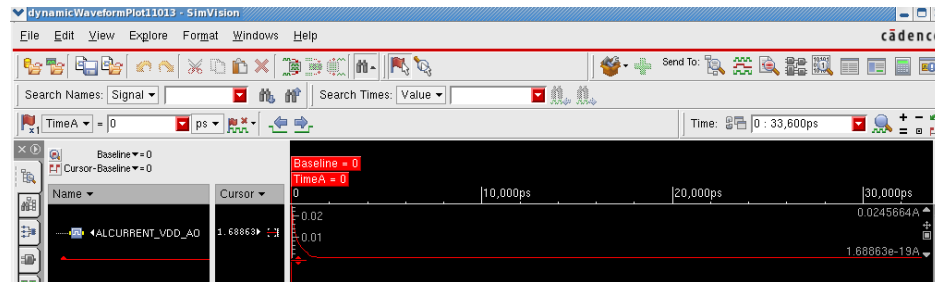 dynamicWaveformPlot11013 - SimVision
File Edit View Explore Format Windows Help
cādence
Send To:
Search Names: Signal Search Times: Value
TimeA = 0 ps Time: 0 : 33,600ps
Baseline = 0
Cursor-Baseline = 0
Baseline = 0
TimeA = 0
Name Cursor 0 10,000ps 20,000ps 30,000ps
0.02 0.0245664A
ALCURRENT_VDD_AO 1.68863 0.01
1.68863e-19A